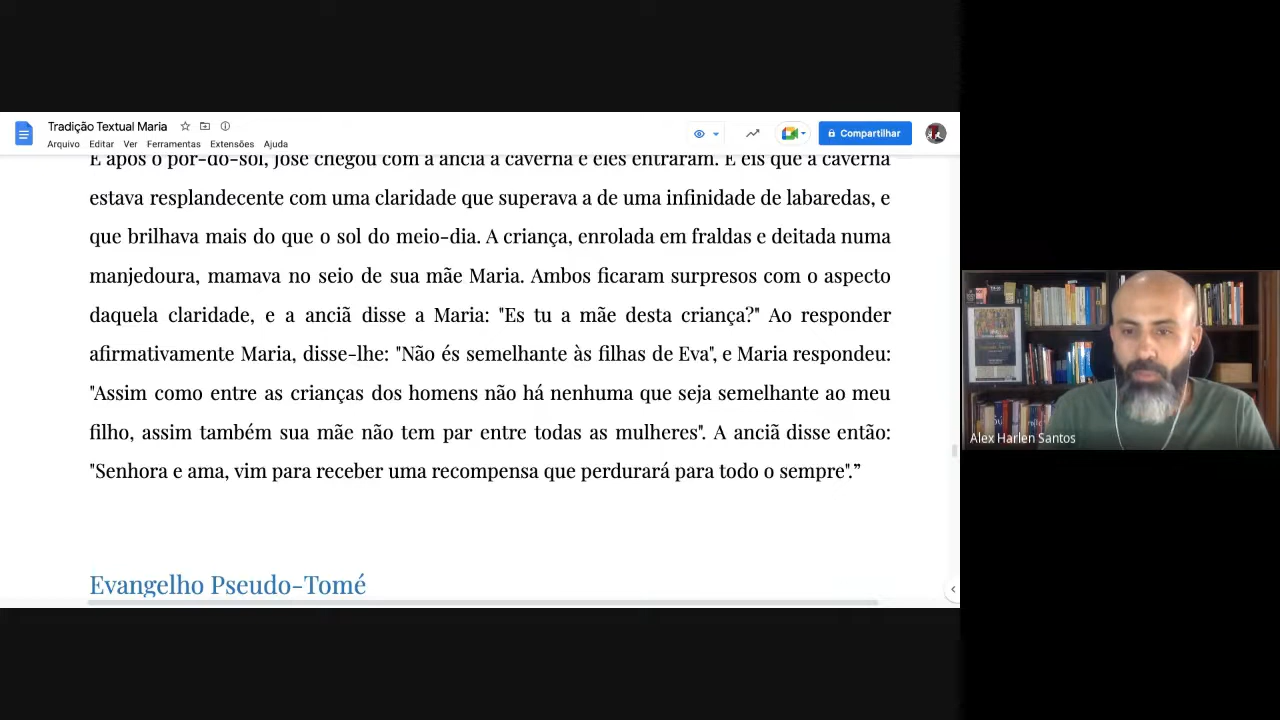 Tradição Textual Maria
Arquivo Editar Ver Ferramentas Extensões Ajuda
Compartilhar
E após o pôr-do-sol, José chegou com a anciã à caverna e eles entraram. E eis que a caverna
estava resplandecente com uma claridade que superava a de uma infinidade de labaredas, e
que brilhava mais do que o sol do meio-dia. A criança, enrolada em fraldas e deitada numa
manjedoura, mamava no seio de sua mãe Maria. Ambos ficaram surpresos com o aspecto
daquela claridade, e a anciã disse a Maria: "Es tu a mãe desta criança?" Ao responder
afirmativamente Maria, disse-lhe: "Não és semelhante às filhas de Eva", e Maria respondeu:
"Assim como entre as crianças dos homens não há nenhuma que seja semelhante ao meu
filho, assim também sua mãe não tem par entre todas as mulheres". A anciã disse então:
"Senhora e ama, vim para receber uma recompensa que perdurará para todo o sempre".”
Evangelho Pseudo-Tomé
Alex Harlen Santos